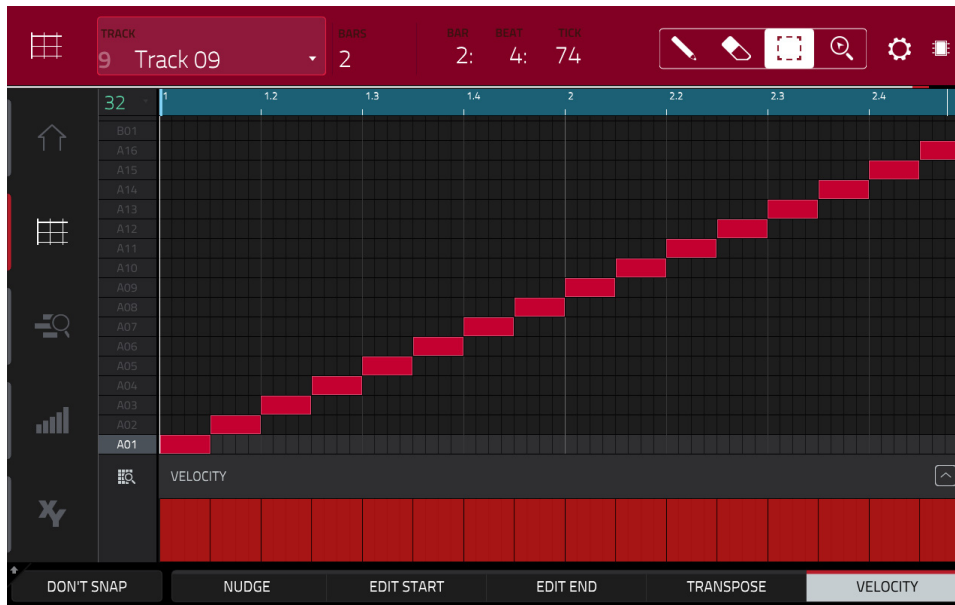 TRACK BARS BAR BEAT TICK
9 Track 09 2 2: 4: 74
32 1 1.2 1.3 1.4 2 2.2 2.3 2.4
B01
A16
A15
A14
A13
A12
A11
A10
A09
A08
A07
A06
A05
A04
A03
A02
A01
VELOCITY
XY
DON'T SNAP NUDGE EDIT START EDIT END TRANSPOSE VELOCITY